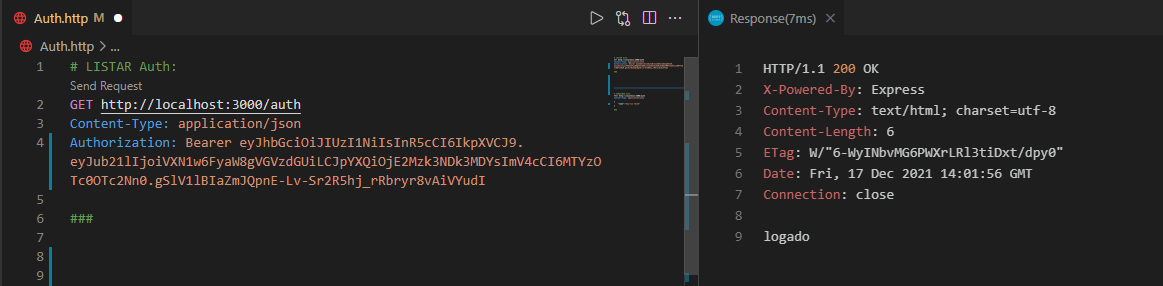 Auth.http M
Auth.http > ...
1 # LISTAR Auth:
Send Request
2 GET http://localhost:3000/auth
3 Content-Type: application/json
4 Authorization: Bearer eyJhbGciOiJIUzI1NiIsInR5cCI6IkpXVCJ9.
eyJub21lIjoiVXN1w6FyaW8gVGVzdGUiLCJpYXQiOjE2Mzk3NDk3MDYsImV4cCI6MTYzO
Tc0OTc2Nn0.gSlV1lBIaZmJQpnE-Lv-Sr2R5hj_rRbryr8vAiVYudI
5
6 ###
7
8
9
Response(7ms)
1 HTTP/1.1 200 OK
2 X-Powered-By: Express
3 Content-Type: text/html; charset=utf-8
4 Content-Length: 6
5 ETag: W/"6-WyINbvMG6PWXrLRl3tiDxt/dpy0"
6 Date: Fri, 17 Dec 2021 14:01:56 GMT
7 Connection: close
8
9 logado